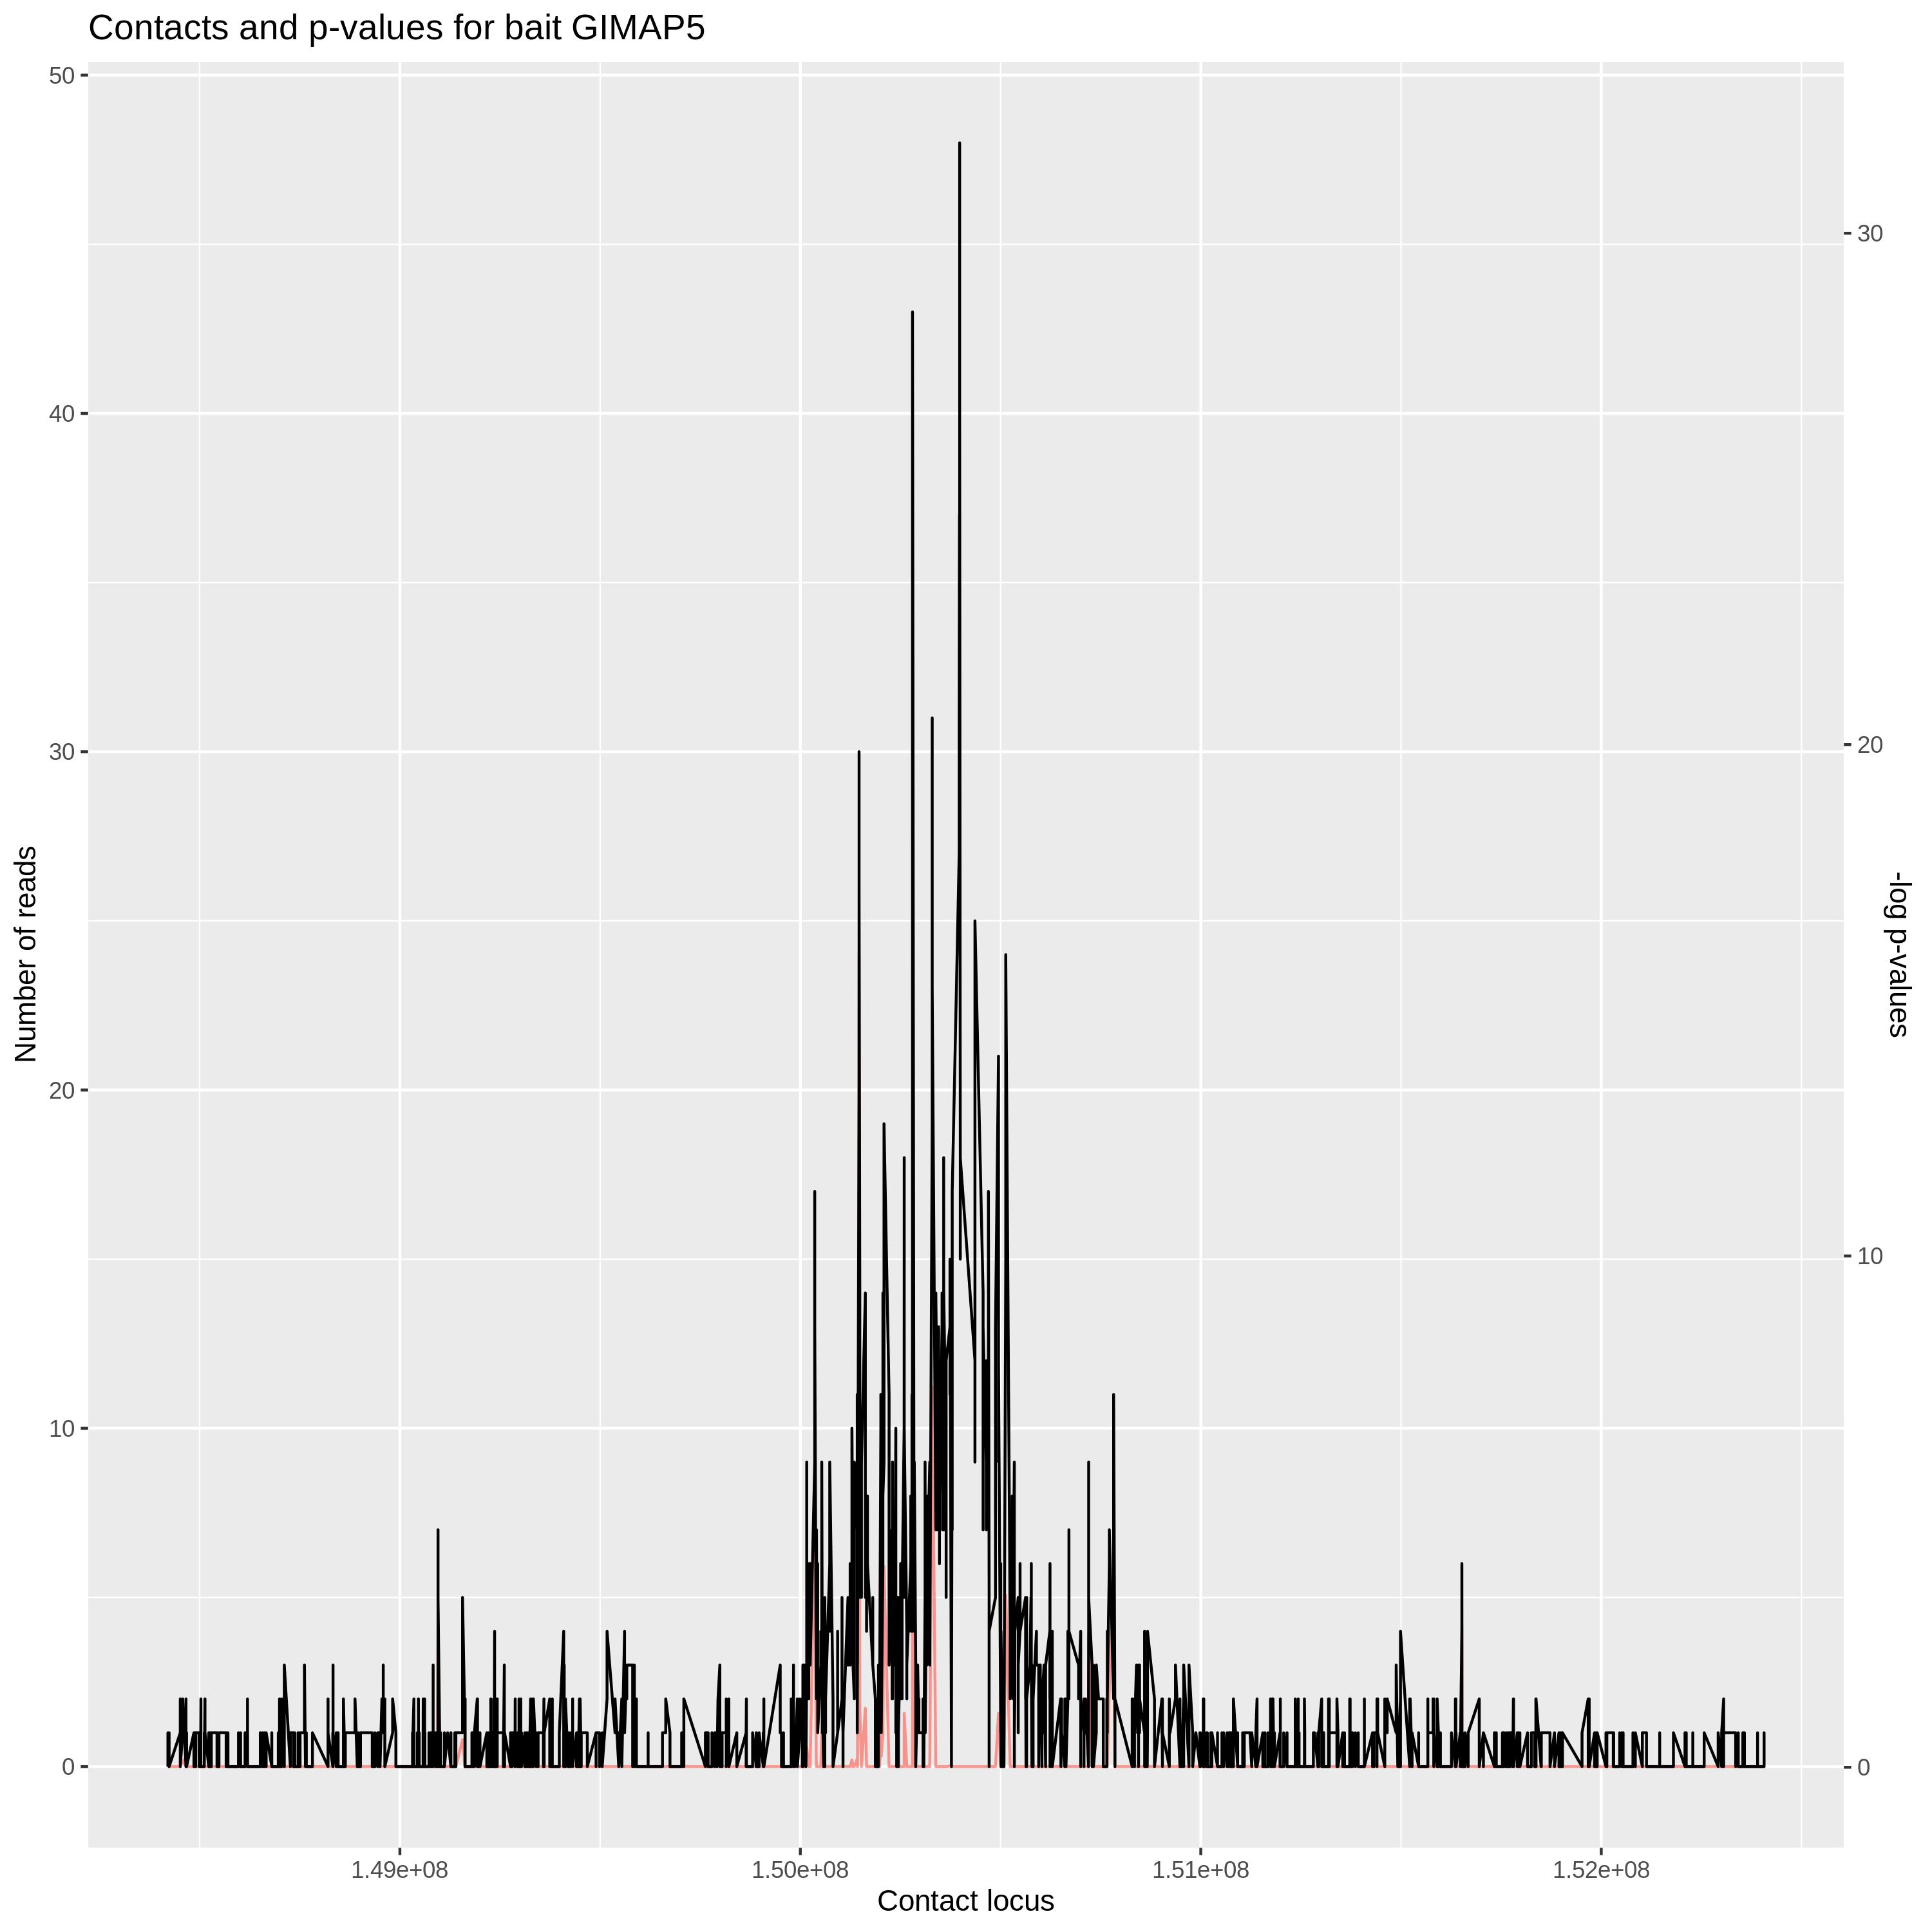 Contacts and p-values for bait GIMAP5
50
40
30
20
10
0
Number of reads
30
20
10
0
-log p-values
1.49e+08
1.50e+08
1.51e+08
1.52e+08
Contact locus